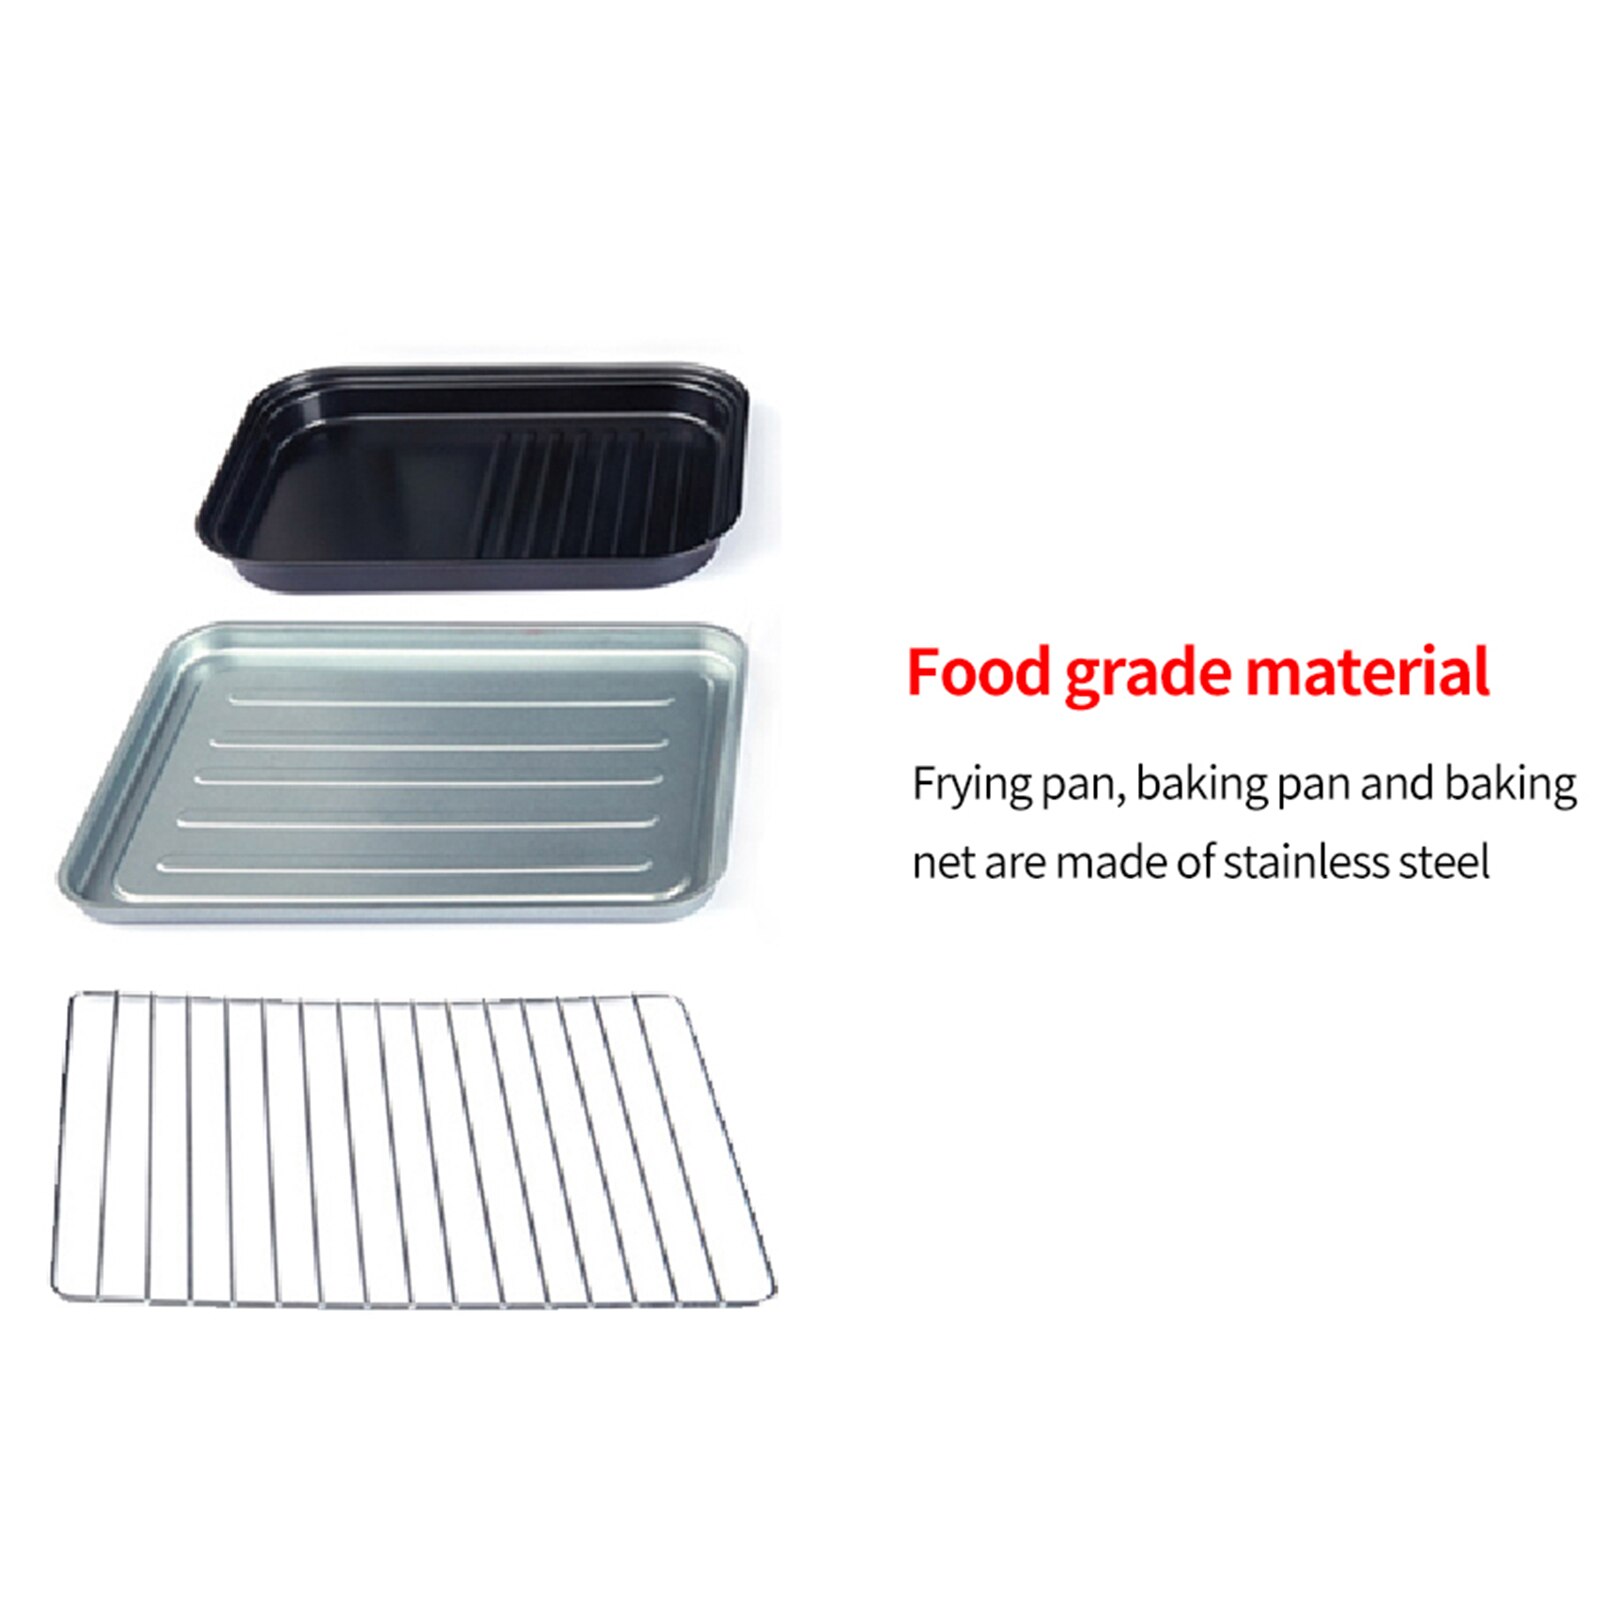 Food grade material
Frying pan, baking pan and baking
net are made of stainless steel